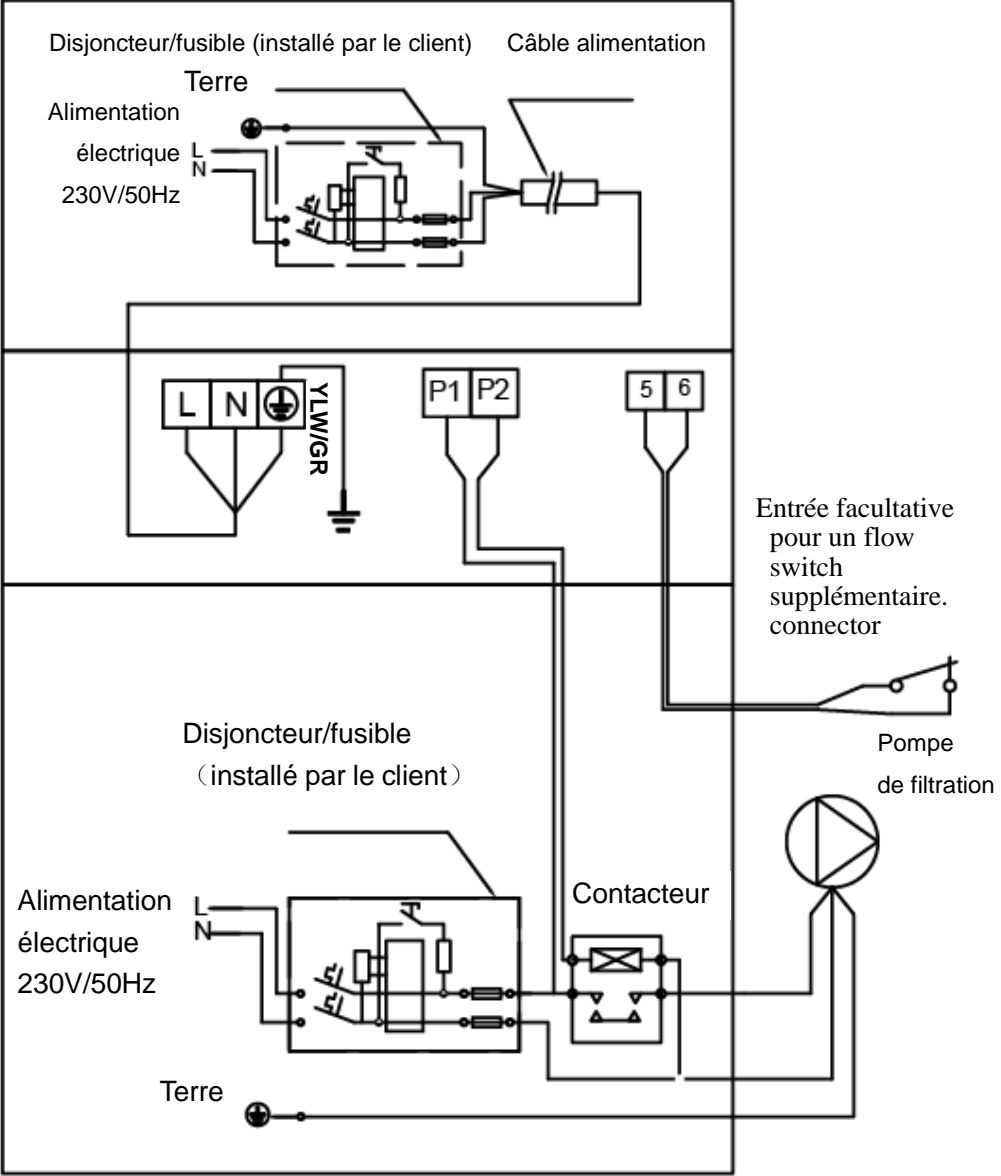 Disjoncteur/fusible (installé par le client)
Câble alimentation
Terre
Alimentation
électrique
230V/50Hz
L
N
L N
YLW/GR
P1 P2
5 6
Entrée facultative
pour un flow
switch
supplémentaire.
connector
Disjoncteur/fusible
（installé par le client）
Pompe
de filtration
Alimentation
électrique
230V/50Hz
L
N
Contacteur
Terre